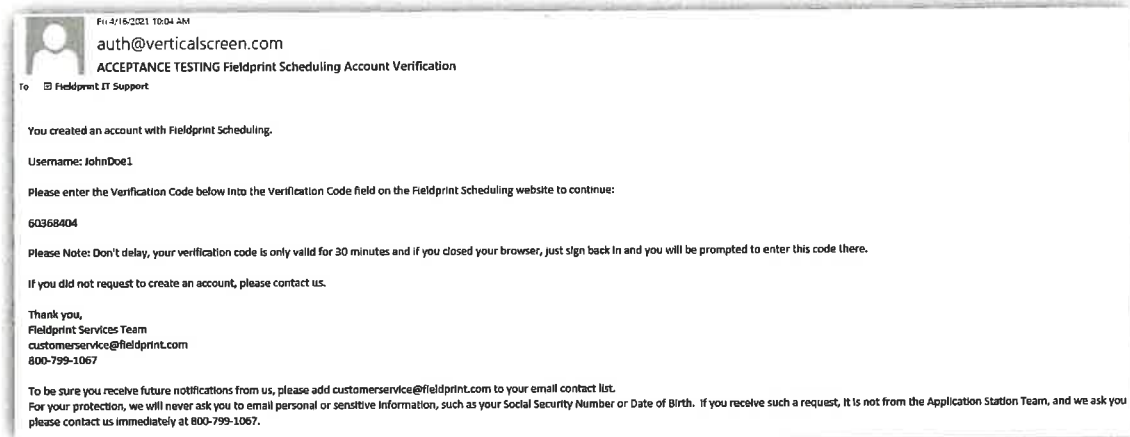 Fri 4/16/2021 10:04 AM
auth@verticalscreen.com
ACCEPTANCE TESTING Fieldprint Scheduling Account Verification
To Fieldprint IT Support
You created an account with Fieldprint Scheduling.
Username: JohnDoe1
Please enter the Verification Code below into the Verification Code field on the Fieldprint Scheduling website to continue:
60368404
Please Note: Don't delay, your verification code is only valid for 30 minutes and if you closed your browser, just sign back in and you will be prompted to enter this code there.
If you did not request to create an account, please contact us.
Thank you,
Fieldprint Services Team
customerservice@fieldprint.com
800-799-1067
To be sure you receive future notifications from us, please add customerservice@fieldprint.com to your email contact list.
For your protection, we will never ask you to email personal or sensitive information, such as your Social Security Number or Date of Birth. If you receive such a request, it is not from the Application Station Team, and we ask you
please contact us immediately at 800-799-1067.